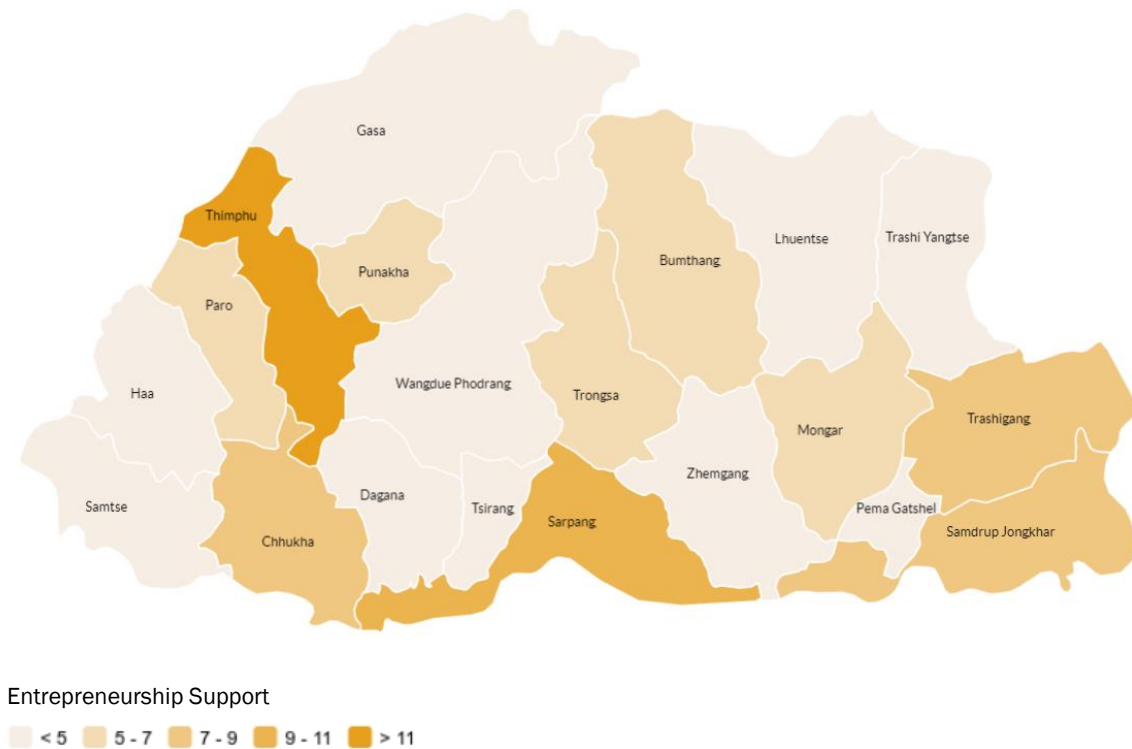 Gasa
Thimphu
Lhuentse
Trashi Yangtse
Bumthang
Punakha
Paro
Wangdue Phodrang
Haa
Trongsa
Trashigang
Mongar
Zhemgang
Dagana
Samtse
Tsirang
Pema Gatshel
Sarpang
Samdrup Jongkhar
Chhukha
Entrepreneurship Support
< 5 5 - 7 7 - 9 9 - 11 > 11